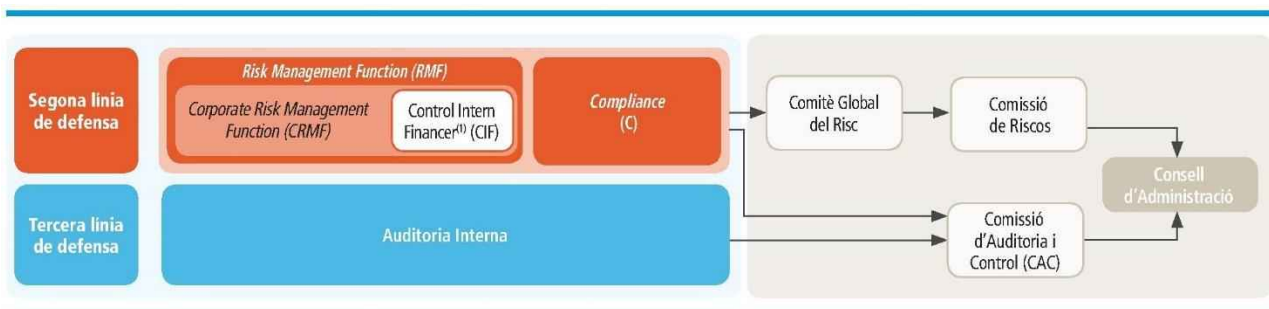 Segona línia
de defensa
Risk Management Function (RMF)
Corporate Risk Management
Function (CRMF)
Control Intern
Financer(1) (CIF)
Compliance
(C)
Comitè Global
del Risc
Comissió
de Riscos
Consell
d'Administració
Tercera línia
de defensa
Auditoria Interna
Comissió
d'Auditoria i
Control (CAC)